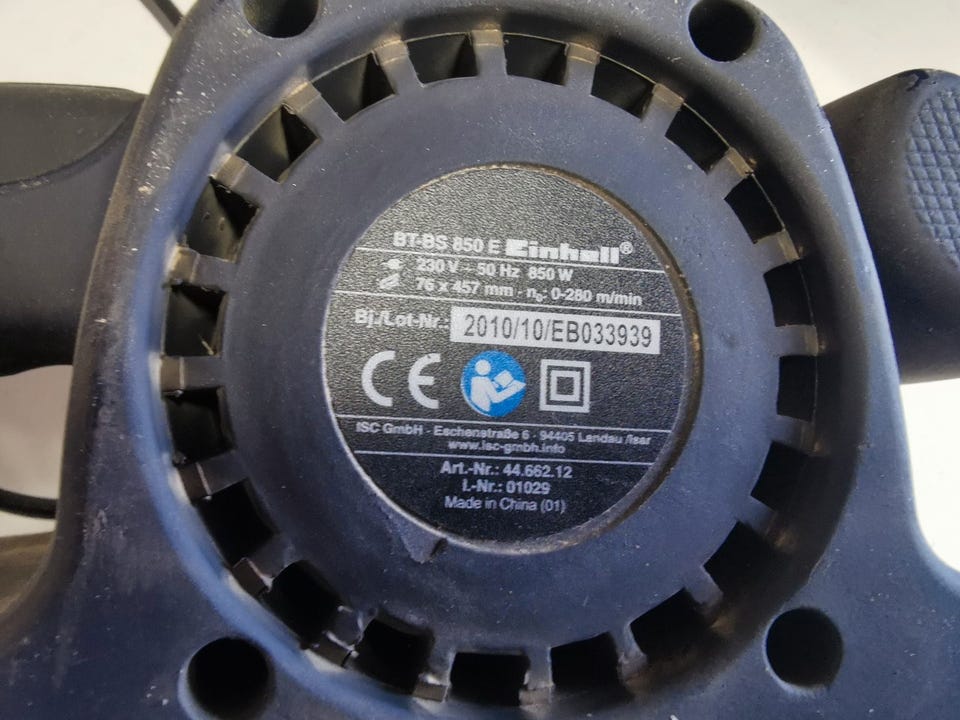 BT-BS 850 E Einhell®
230 V ~ 50 Hz 850 W
76 x 457 mm · n₀: 0-280 m/min
Bj./Lot-Nr.: 2010/10/EB033939
CE
ISC GmbH - Eschenstraße 6 - 94405 Landau /Isar
www.isc-gmbh.info
Art.-Nr.: 44.662.12
I.-Nr.: 01029
Made in China (01)